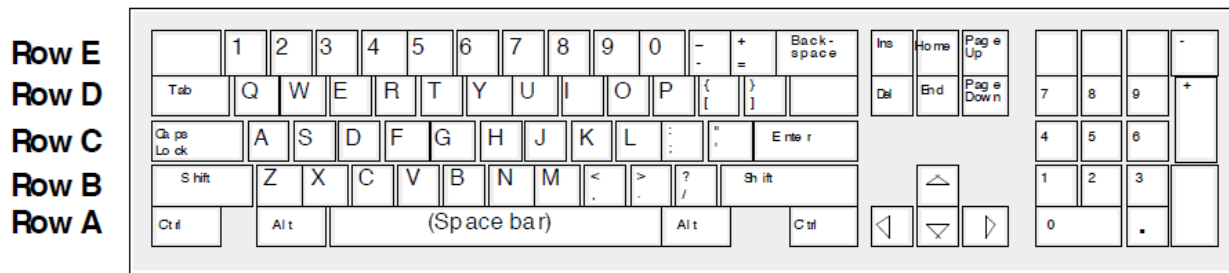 Row E 1 2 3 4 5 6 7 8 9 0 - - + = Back-space Ins Home Page Up -
Row D Tab Q W E R T Y U I O P { [ } ] Del End Page Down 7 8 9 +
Row C Caps Lock A S D F G H J K L : ; " ' Enter 4 5 6
Row B Shift Z X C V B N M < , > . ? / Shift 1 2 3
Row A Ctrl Alt (Space bar) Alt Ctrl 0 .